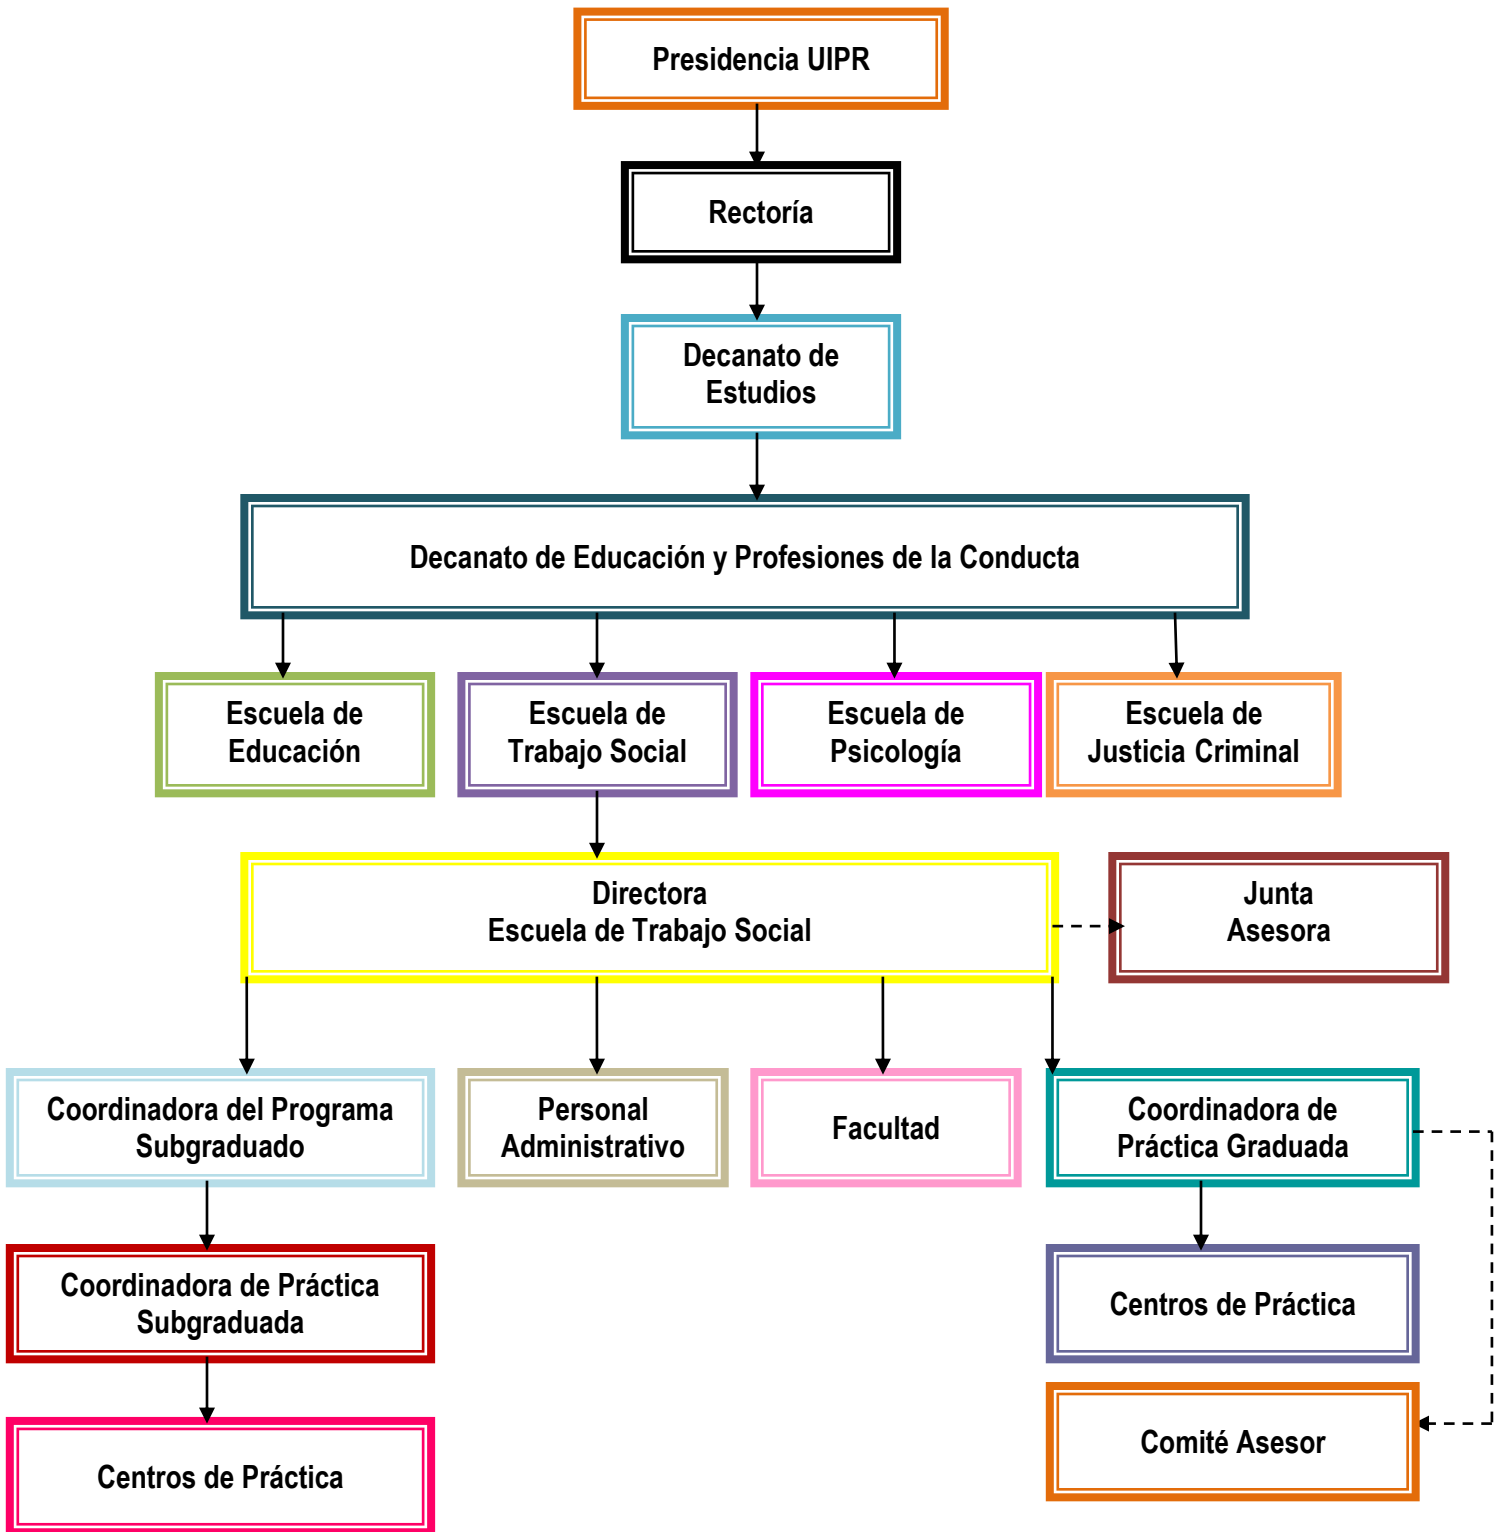 Presidencia UIPR
Rectoría
Decanato de
Estudios
Decanato de Educación y Profesiones de la Conducta
Escuela de
Educación
Escuela de
Trabajo Social
Escuela de
Psicología
Escuela de
Justicia Criminal
Directora
Escuela de Trabajo Social
Junta
Asesora
Coordinadora del Programa
Subgraduado
Personal
Administrativo
Facultad
Coordinadora de
Práctica Graduada
Coordinadora de Práctica
Subgraduada
Centros de Práctica
Centros de Práctica
Comité Asesor